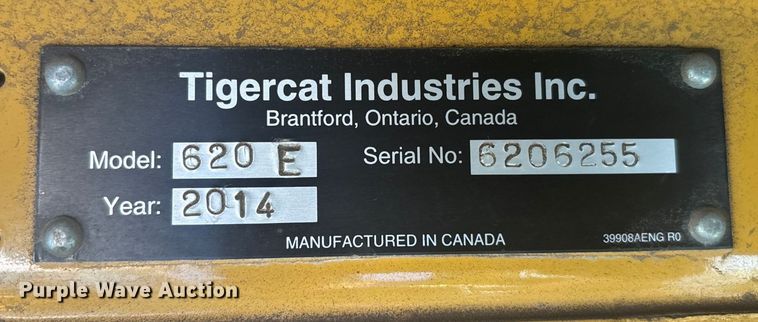 Tigercat Industries Inc.
Brantford, Ontario, Canada
Model: 620 E Serial No: 6206255
Year: 2014
MANUFACTURED IN CANADA 39908AENG R0
Purple Wave Auction